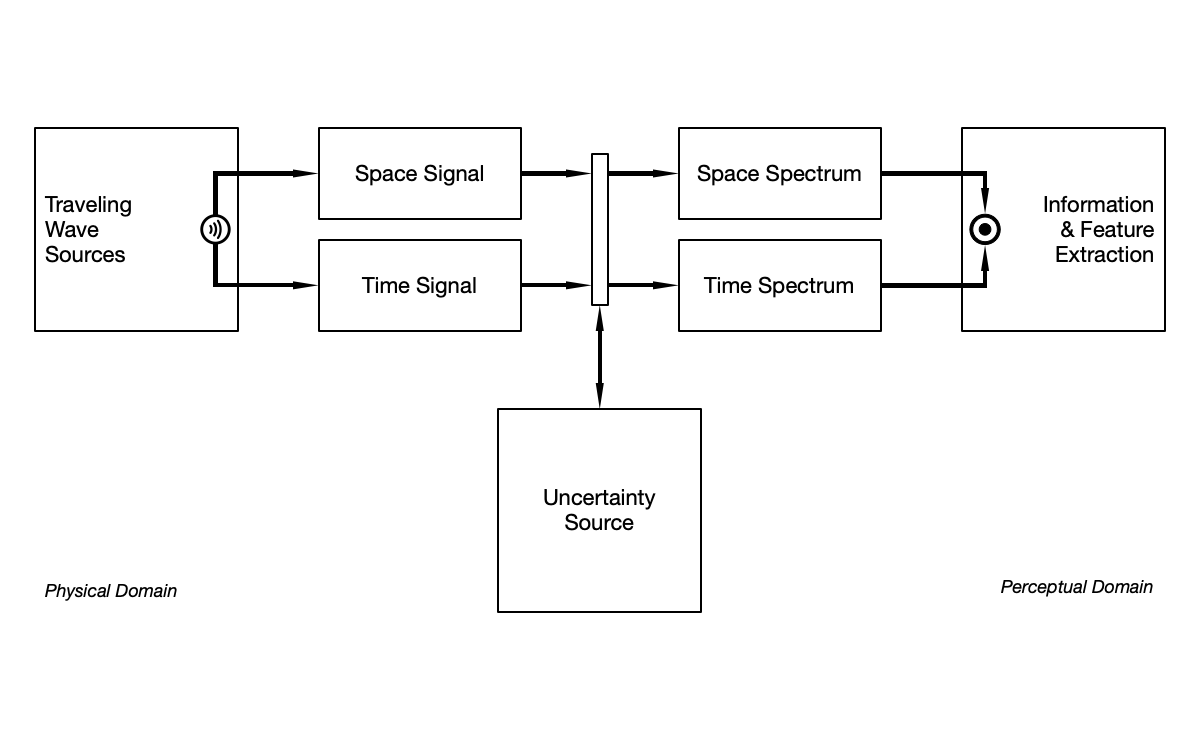 Traveling
Wave
Sources
Space Signal
Time Signal
Space Spectrum
Time Spectrum
Information
& Feature
Extraction
Uncertainty
Source
Physical Domain
Perceptual Domain